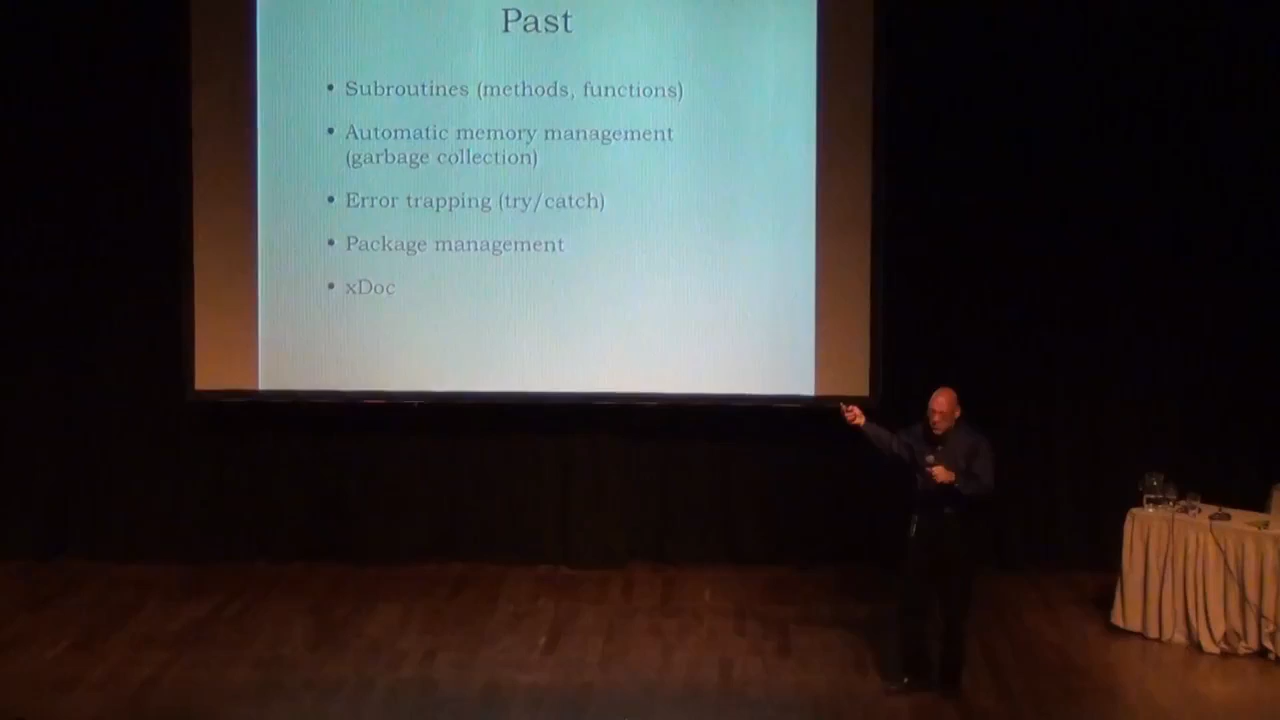 Past
• Subroutines (methods, functions)
• Automatic memory management
(garbage collection)
• Error trapping (try/catch)
• Package management
• xDoc